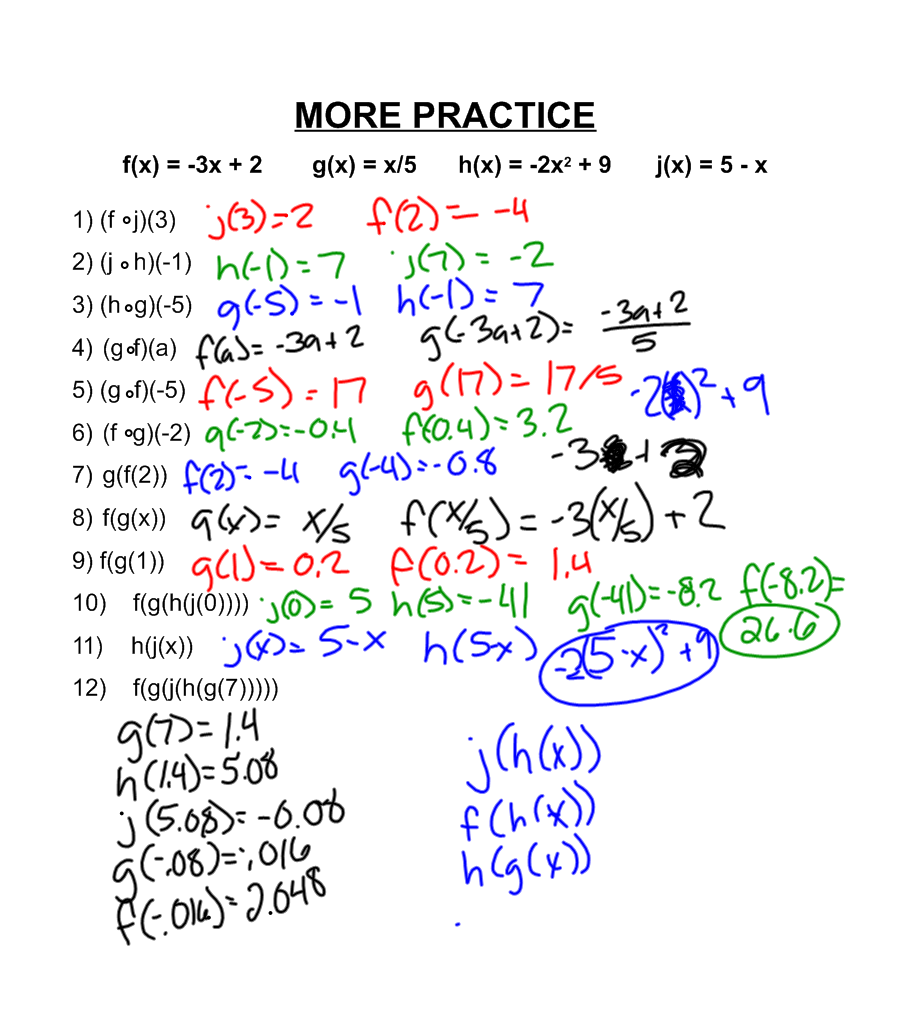 MORE PRACTICE
f(x) = -3x + 2 g(x) = x/5 h(x) = -2x² + 9 j(x) = 5 - x
1) (f ∘ j)(3) j(3)=2 f(2)= -4
2) (j ∘ h)(-1) h(-1)=7 j(7)= -2
3) (h∘g)(-5) g(-5)=-1 h(-1)=7
4) (g∘f)(a) f(a)=-3a+2 g(-3a+2)= -3a+2/5
5) (g∘f)(-5) f(-5)=17 g(17)=17/5 -2( )²+9
6) (f ∘g)(-2) g(-2)=-0.4 f(0.4)=3.2
7) g(f(2)) f(2)=-4 g(-4)=-0.8 -3 +
8) f(g(x)) g(x)= x/5 f(x/5)=-3(x/5)+2
9) f(g(1)) g(1)=0.2 f(0.2)=1.4
10) f(g(h(j(0)))) j(0)=5 h(5)=-41 g(-41)=-8.2 f(-8.2)=
26.6
11) h(j(x)) j(x)=5-x h(5-x) -2(5-x)²+9
12) f(g(j(h(g(7)))))
g(7)=1.4
h(1.4)=5.08
j(5.08)=-0.08
g(-.08)=-.016
f(-.016)=2.048
j(h(x))
f(h(x))
h(g(x))